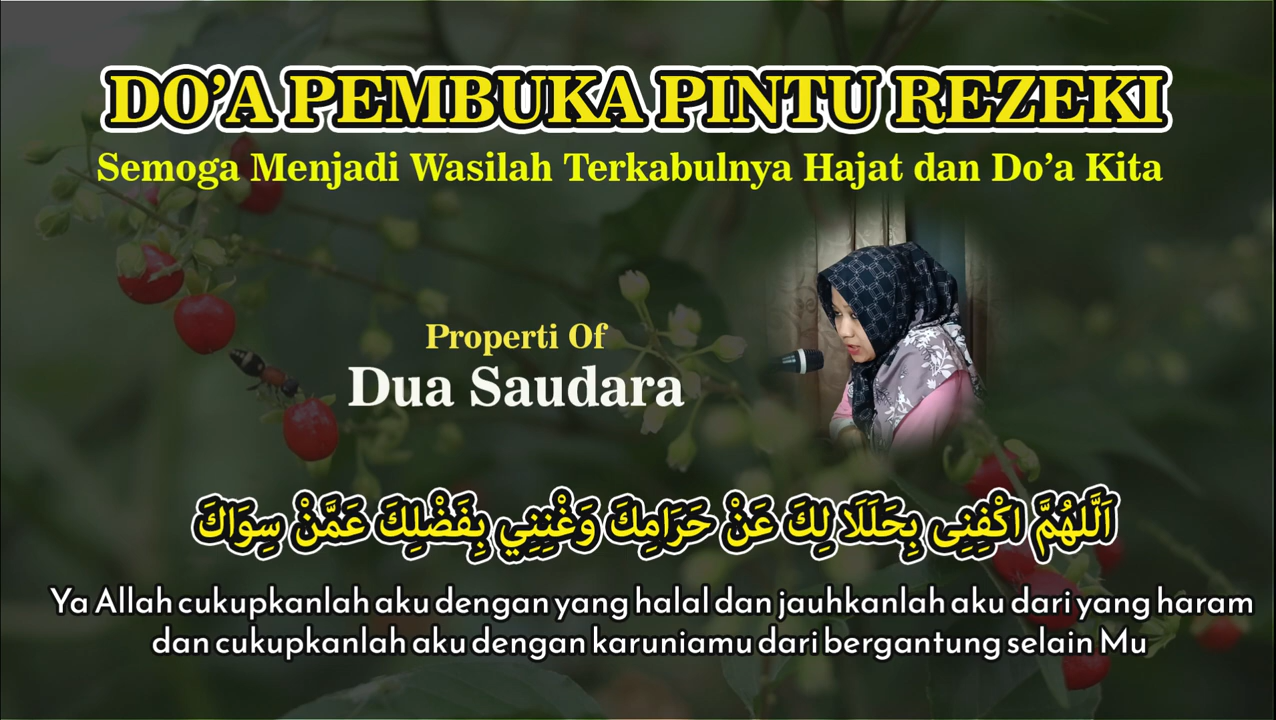 DO’A PEMBUKA PINTU REZEKI
Semoga Menjadi Wasilah Terkabulnya Hajat dan Do’a Kita
Properti Of
Dua Saudara
اَللَّهُمَّ اكْفِنِى بِحَلَلَا لِكَ عَنْ حَرَامِكَ وَغْنِنِي بِفَضْلِكَ عَمَّنْ سِوَاكَ
Ya Allah cukupkanlah aku dengan yang halal dan jauhkanlah aku dari yang haram
dan cukupkanlah aku dengan karuniamu dari bergantung selain Mu